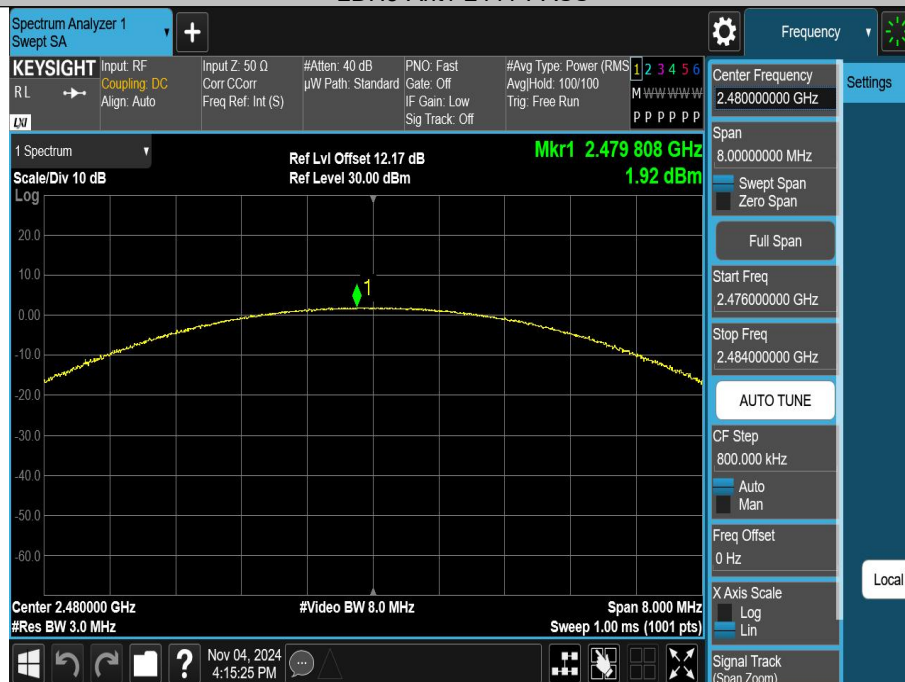 Spectrum Analyzer 1
Swept SA
Frequency
KEYSIGHT
RL
LXI
Input: RF
Coupling: DC
Align: Auto
Input Z: 50 Ω
Corr CCorr
Freq Ref: Int (S)
#Atten: 40 dB
µW Path: Standard
PNO: Fast
Gate: Off
IF Gain: Low
Sig Track: Off
#Avg Type: Power (RMS
Avg|Hold: 100/100
Trig: Free Run
1 2 3 4 5 6
M W W W W W
P P P P P P
1 Spectrum
Scale/Div 10 dB
Log
Ref Lvl Offset 12.17 dB
Ref Level 30.00 dBm
Mkr1 2.479 808 GHz
1.92 dBm
20.0
10.0
0.00
-10.0
-20.0
-30.0
-40.0
-50.0
-60.0
1
Center 2.480000 GHz
#Res BW 3.0 MHz
#Video BW 8.0 MHz
Span 8.000 MHz
Sweep 1.00 ms (1001 pts)
Nov 04, 2024
4:15:25 PM
Center Frequency
2.480000000 GHz
Settings
Span
8.00000000 MHz
Swept Span
Zero Span
Full Span
Start Freq
2.476000000 GHz
Stop Freq
2.484000000 GHz
AUTO TUNE
CF Step
800.000 kHz
Auto
Man
Freq Offset
0 Hz
Local
X Axis Scale
Log
Lin
Signal Track
(Span Zoom)